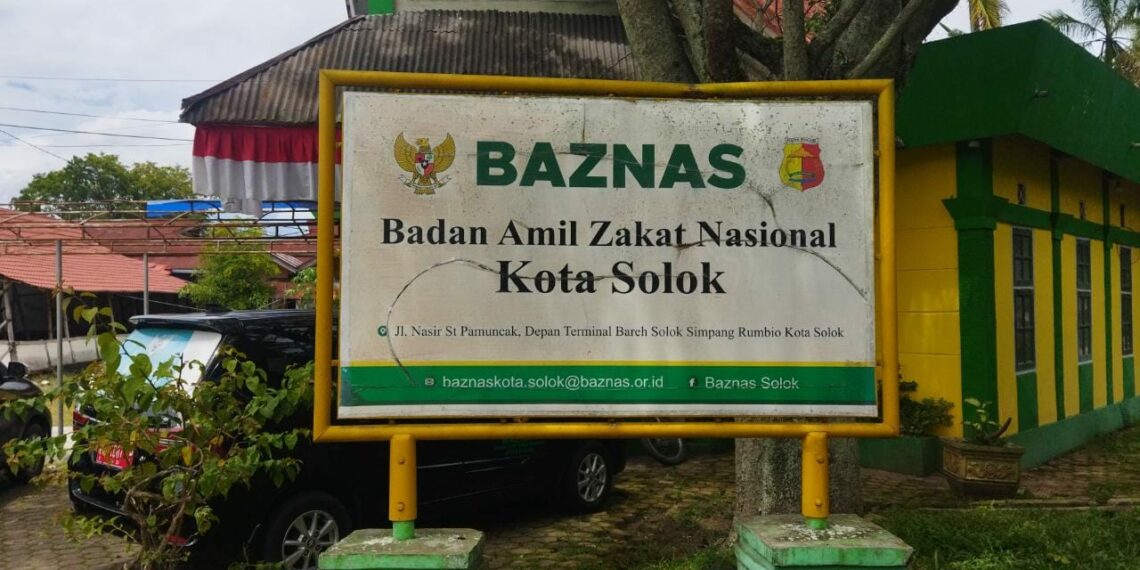 BAZNAS
Badan Amil Zakat Nasional
Kota Solok
Jl. Nasir St Pamuncak, Depan Terminal Bareh Solok Simpang Rumbio Kota Solok
baznaskota.solok@baznas.or.id
Baznas Solok